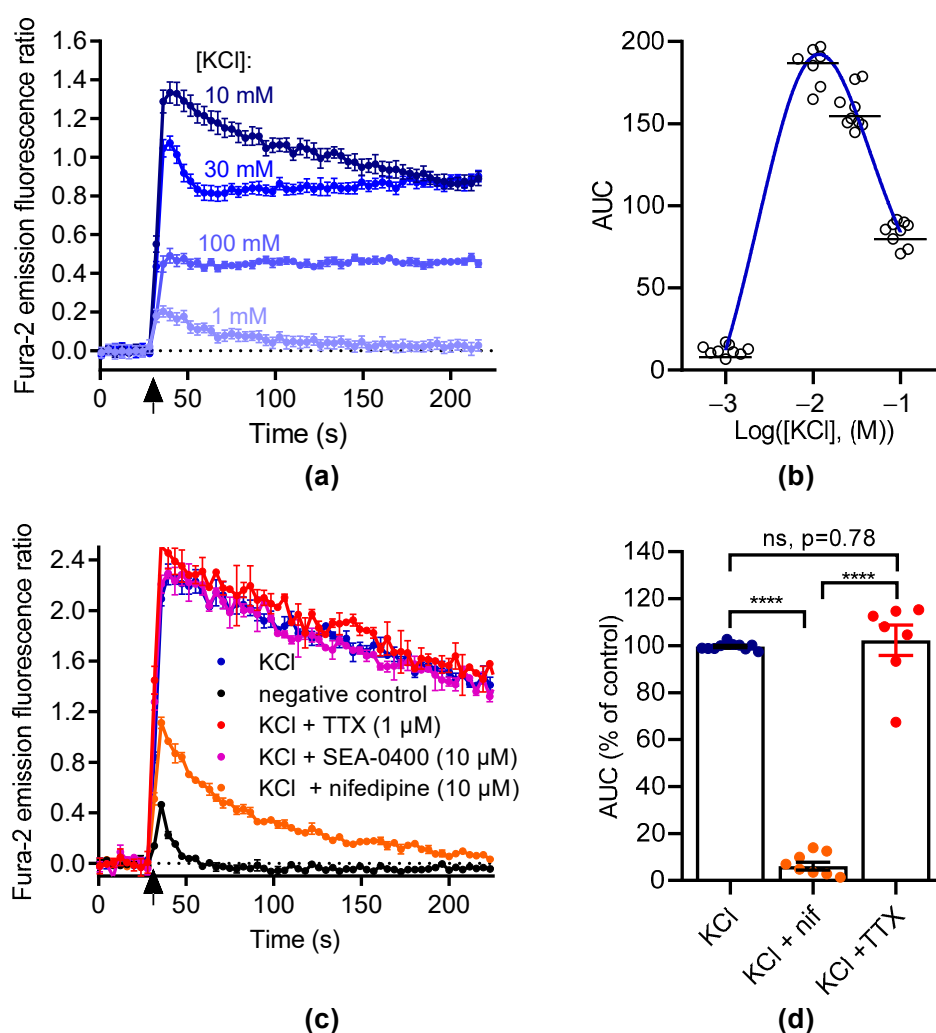 1.6
1.4
1.2
1.0
0.8
0.6
0.4
0.2
0.0
Fura-2 emission fluorescence ratio
[KCl]:
10 mM
30 mM
100 mM
1 mM
0 50 100 150 200
Time (s)
(a)
200
150
100
50
0
AUC
−3 −2 −1
Log([KCl], (M))
(b)
2.4
2.0
1.6
1.2
0.8
0.4
0.0
Fura-2 emission fluorescence ratio
KCl
negative control
KCl + TTX (1 µM)
KCl + SEA-0400 (10 µM)
KCl + nifedipine (10 µM)
0 50 100 150 200
Time (s)
(c)
140
120
100
80
60
40
20
0
AUC (% of control)
ns, p=0.78
**** ****
KCl
KCl + nif
KCl +TTX
(d)